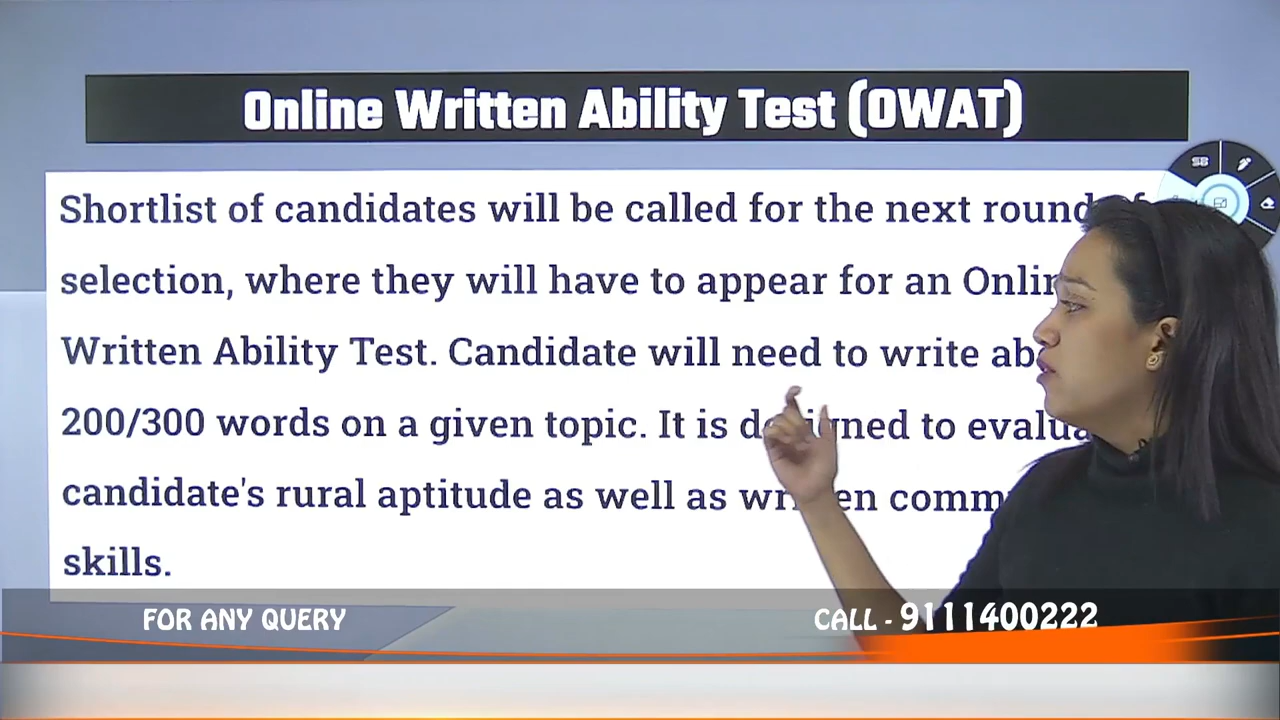 Online Written Ability Test (OWAT)
Shortlist of candidates will be called for the next round of
selection, where they will have to appear for an
Written Ability Test. Candidate will need to write
200/300 words on a given topic. It is to
candidate's rural aptitude as well as
skills.
FOR ANY QUERY
CALL - 9111400222